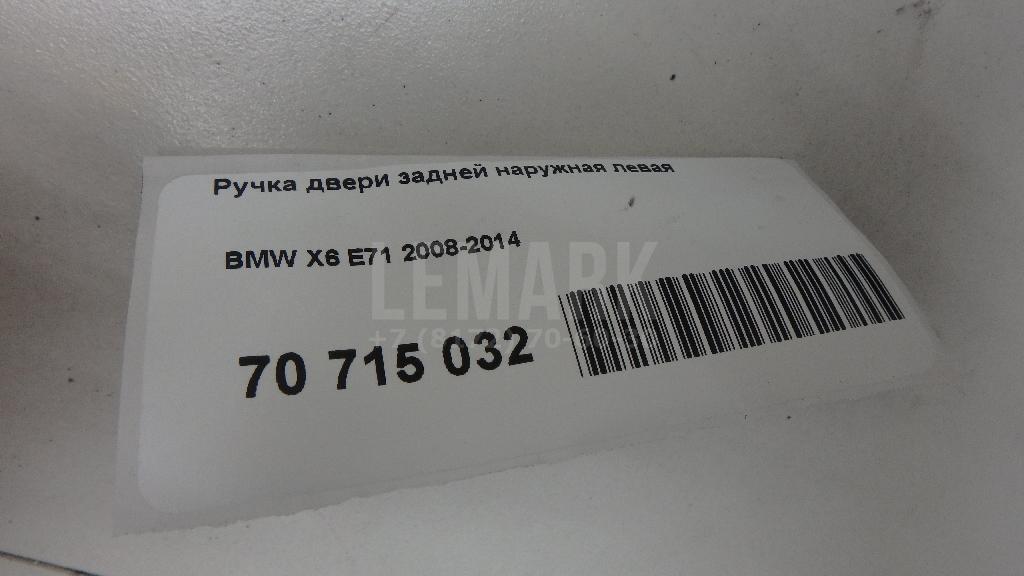 Ручка двери задней наружная левая
BMW X6 E71 2008-2014
LEMARK
70 715 032